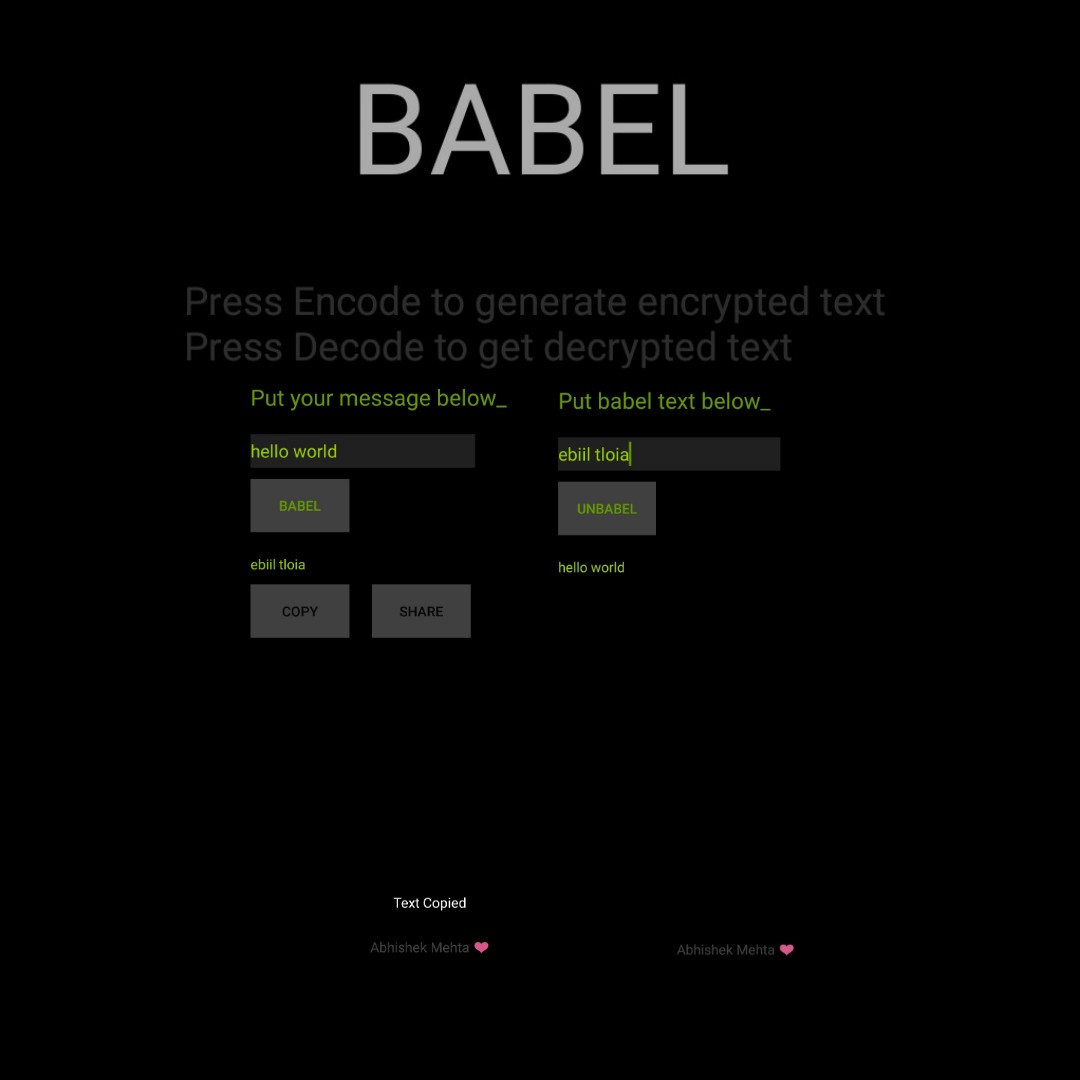 BABEL
Press Encode to generate encrypted text
Press Decode to get decrypted text
Put your message below_
hello world
BABEL
ebiil tloia
COPY SHARE
Put babel text below_
ebiil tloia
UNBABEL
hello world
Text Copied
Abhishek Mehta ❤
Abhishek Mehta ❤